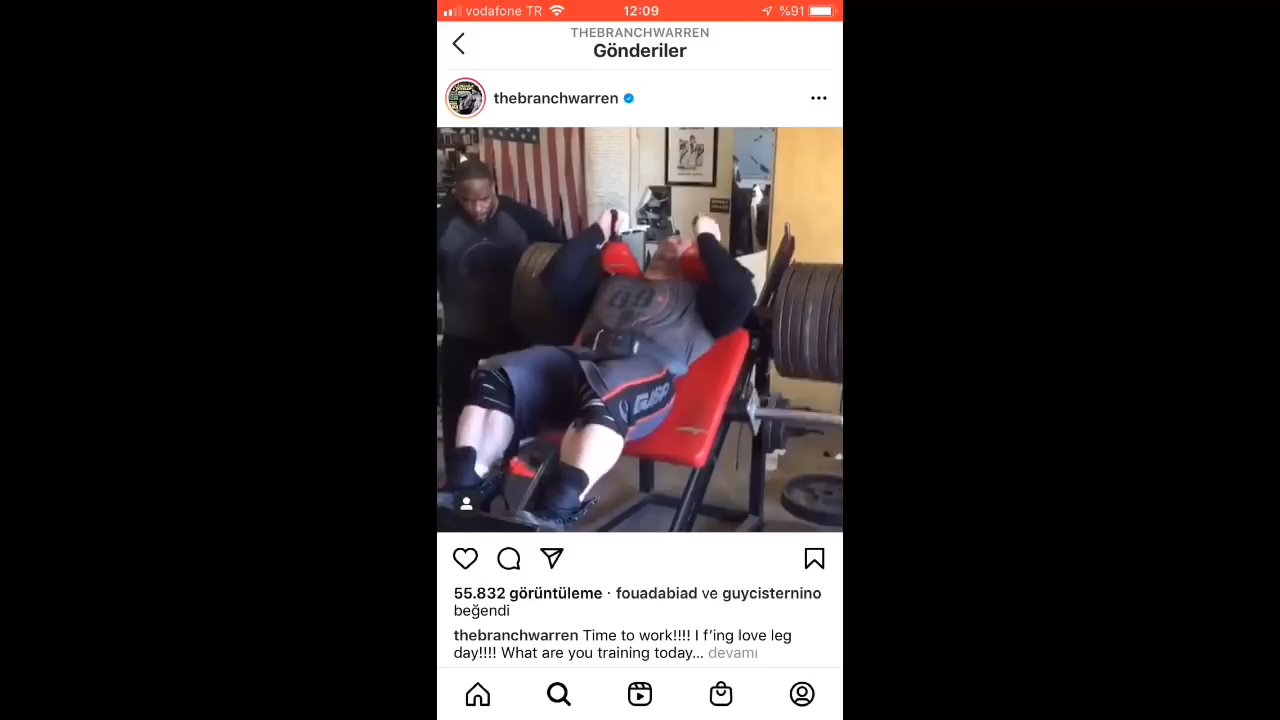 vodafone TR 12:09 %91
THEBRANCHWARREN
Gönderiler
thebranchwarren
55.832 görüntüleme · fouadabiad ve guycisternino
beğendi
thebranchwarren Time to work!!!! I f'ing love leg
day!!!! What are you training today... devamı